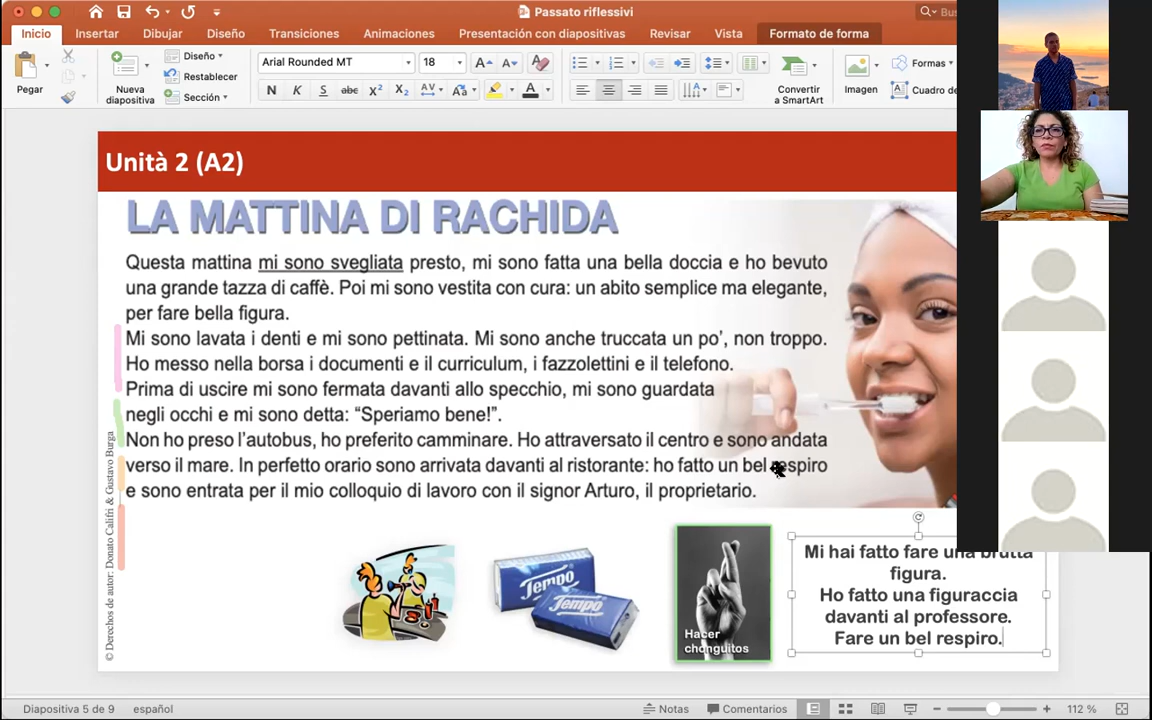 Passato riflessivi
Bus
Inicio Insertar Dibujar Diseño Transiciones Animaciones Presentación con diapositivas Revisar Vista Formato de forma
Pegar
Nueva diapositiva
Diseño
Restablecer
Sección
Arial Rounded MT 18
N K S abc X² X₂ AV Aa A
Convertir a SmartArt
Imagen
Formas
Cuadro de
Unità 2 (A2)
LA MATTINA DI RACHIDA
Questa mattina mi sono svegliata presto, mi sono fatta una bella doccia e ho bevuto
una grande tazza di caffè. Poi mi sono vestita con cura: un abito semplice ma elegante,
per fare bella figura.
Mi sono lavata i denti e mi sono pettinata. Mi sono anche truccata un po’, non troppo.
Ho messo nella borsa i documenti e il curriculum, i fazzolettini e il telefono.
Prima di uscire mi sono fermata davanti allo specchio, mi sono guardata
negli occhi e mi sono detta: “Speriamo bene!”.
Non ho preso l’autobus, ho preferito camminare. Ho attraversato il centro e sono andata
verso il mare. In perfetto orario sono arrivata davanti al ristorante: ho fatto un bel respiro
e sono entrata per il mio colloquio di lavoro con il signor Arturo, il proprietario.
© Derechos de autor: Donato Califri & Gustavo Burga
Tempo
Tempo
Hacer
chonguitos
Mi hai fatto fare una brutta
figura.
Ho fatto una figuraccia
davanti al professore.
Fare un bel respiro.
Diapositiva 5 de 9 español Notas Comentarios 112 %